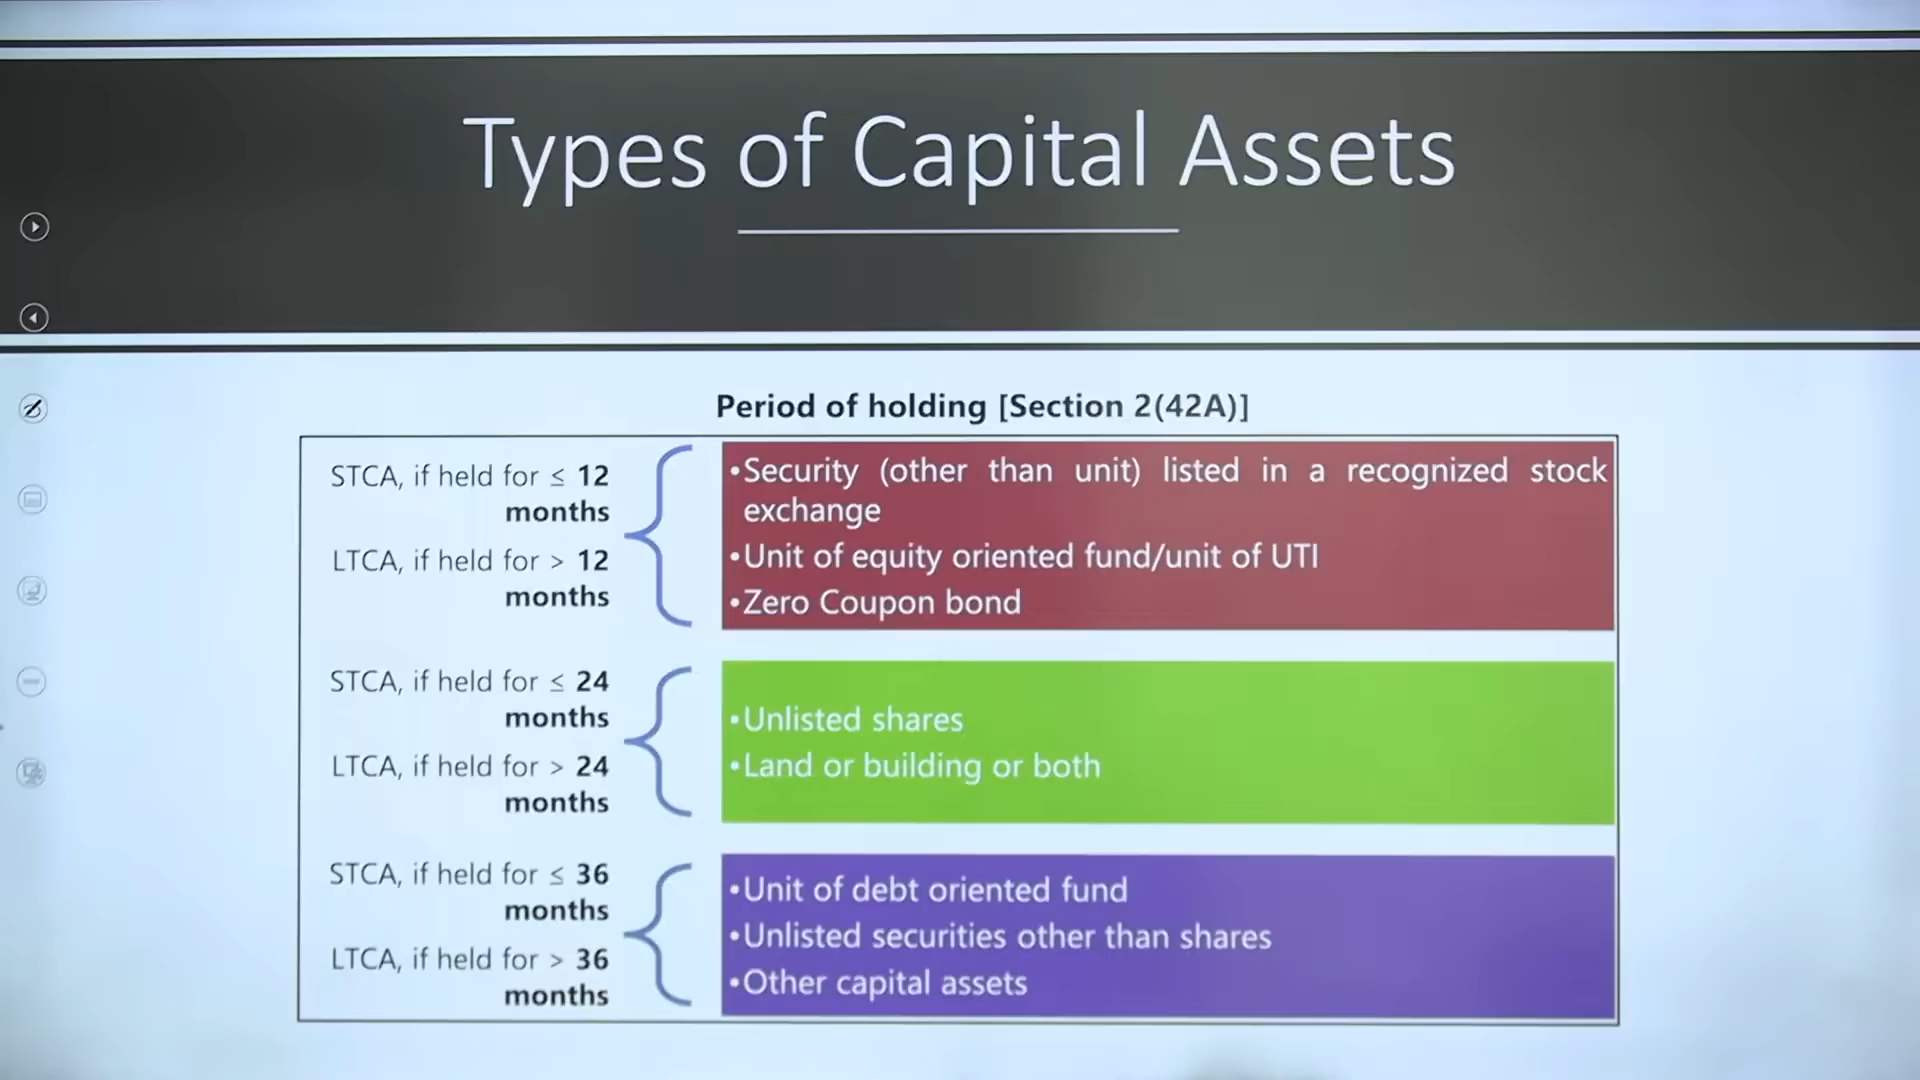 Types of Capital Assets
Period of holding [Section 2(42A)]
STCA, if held for ≤ 12
months
LTCA, if held for > 12
months
•Security (other than unit) listed in a recognized stock
exchange
•Unit of equity oriented fund/unit of UTI
•Zero Coupon bond
STCA, if held for ≤ 24
months
LTCA, if held for > 24
months
•Unlisted shares
•Land or building or both
STCA, if held for ≤ 36
months
LTCA, if held for > 36
months
•Unit of debt oriented fund
•Unlisted securities other than shares
•Other capital assets